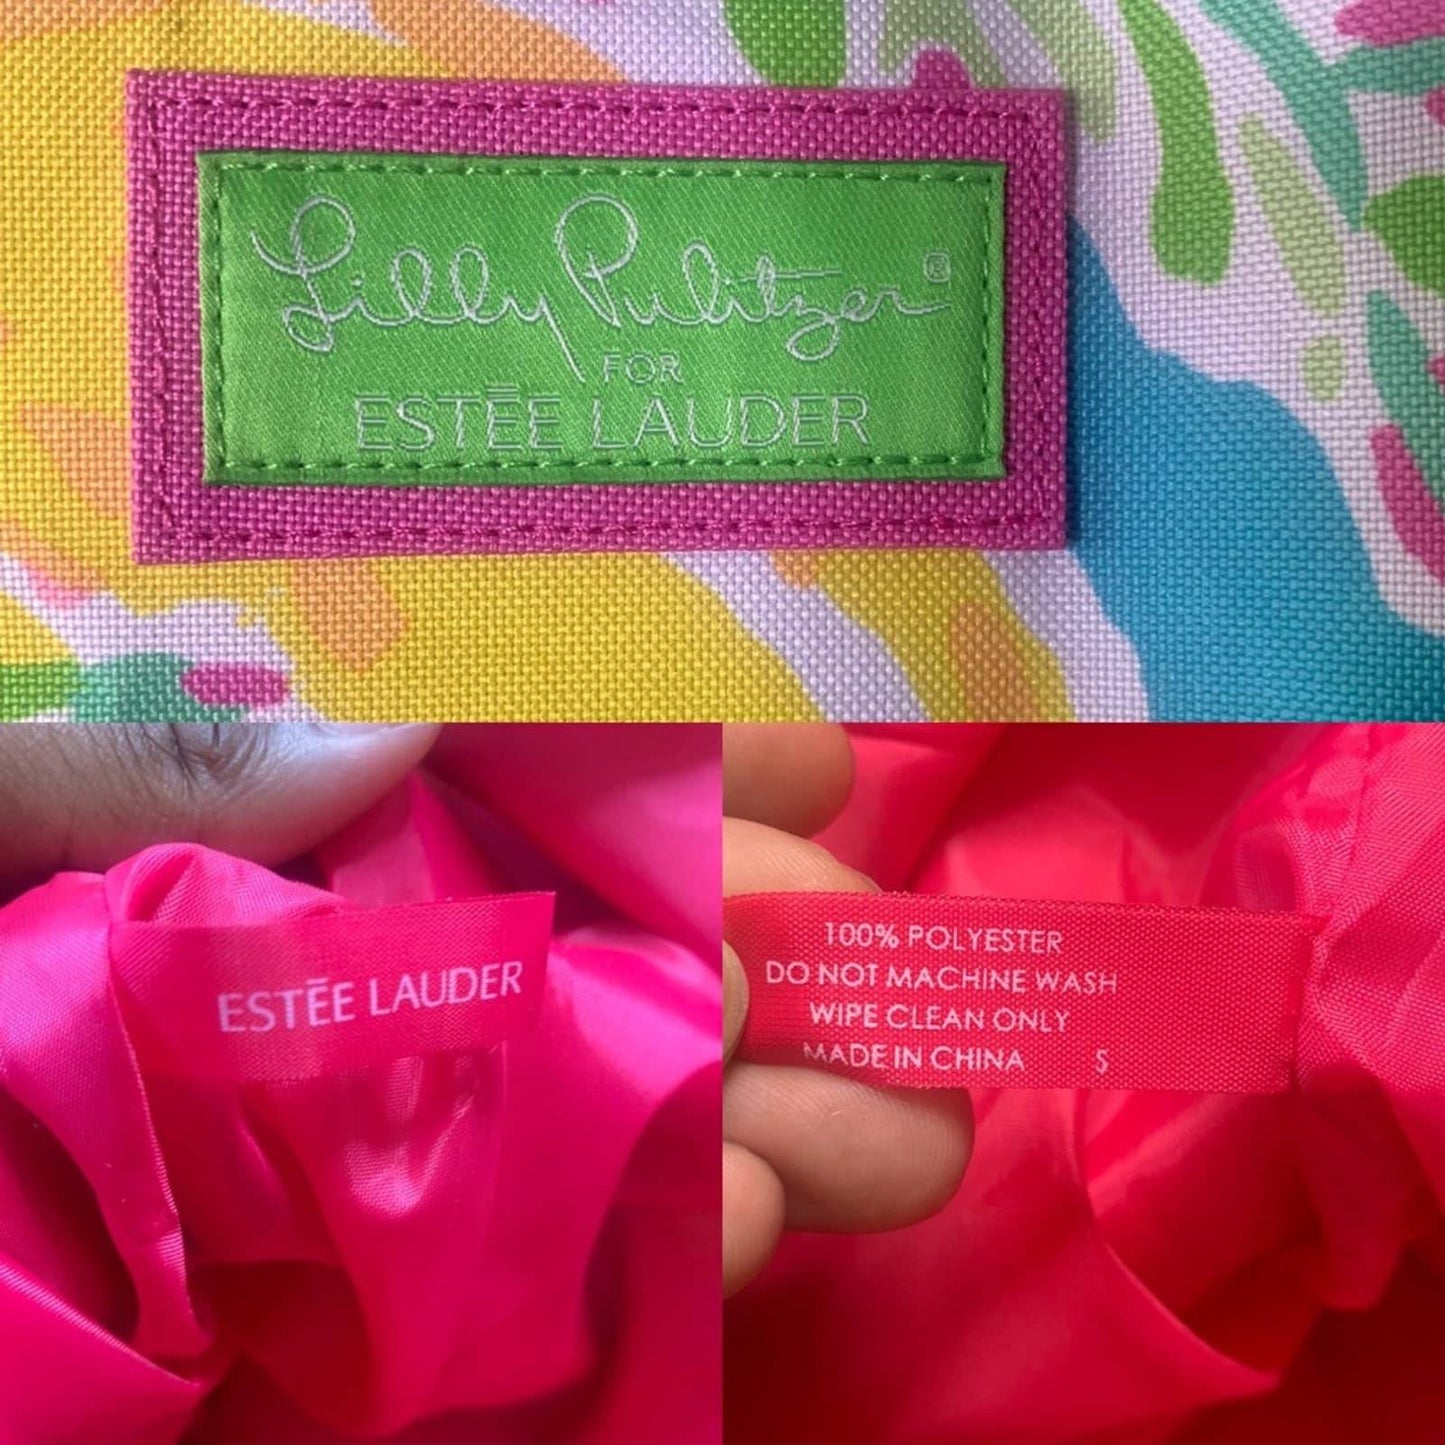 Lilly Pulitzer®
FOR
ESTĒE LAUDER
ESTĒE LAUDER
100% POLYESTER
DO NOT MACHINE WASH
WIPE CLEAN ONLY
MADE IN CHINA S